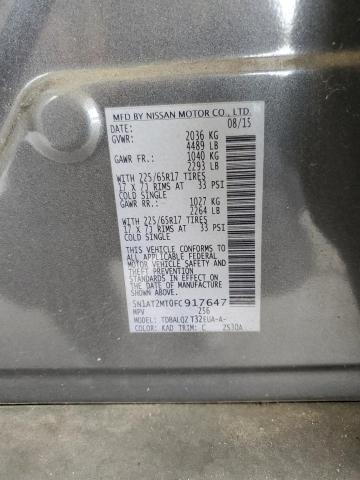 MFD BY NISSAN MOTOR CO., LTD.
DATE: 08/15
GVWR: 2036 KG
4489 LB
GAWR FR: 1040 KG
2293 LB
WITH 225/65R17 TIRES
17 X 7J RIMS AT 33 PSI
COLD SINGLE
GAWR RR: 1027 KG
2264 LB
WITH 225/65R17 TIRES
17 X 7J RIMS AT 33 PSI
COLD SINGLE
THIS VEHICLE CONFORMS TO
ALL APPLICABLE FEDERAL
MOTOR VEHICLE SAFETY
STANDARDS IN EFFECT ON
THE DATE OF MANUFACTURE
SHOWN ABOVE.
5N1AT2MT0FC917647
MPV 256
MODEL: TDBALQZ T32EUA-A-
COLOR: KAD TRIM: C 2530A